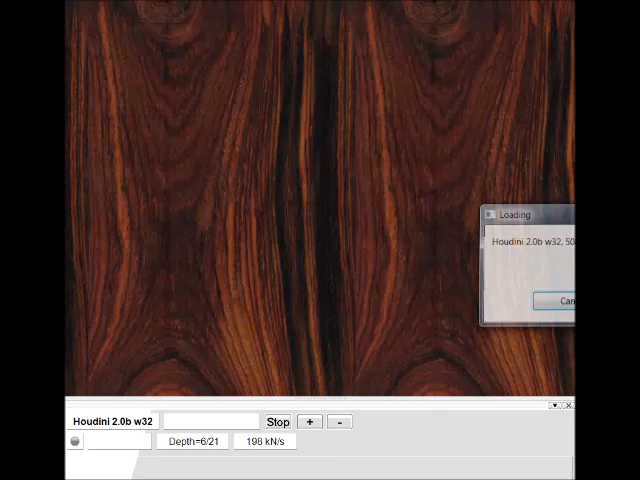 Loading
Houdini 2.0b w32, 50
Can
Houdini 2.0b w32 Stop + -
Depth=6/21 198 kN/s